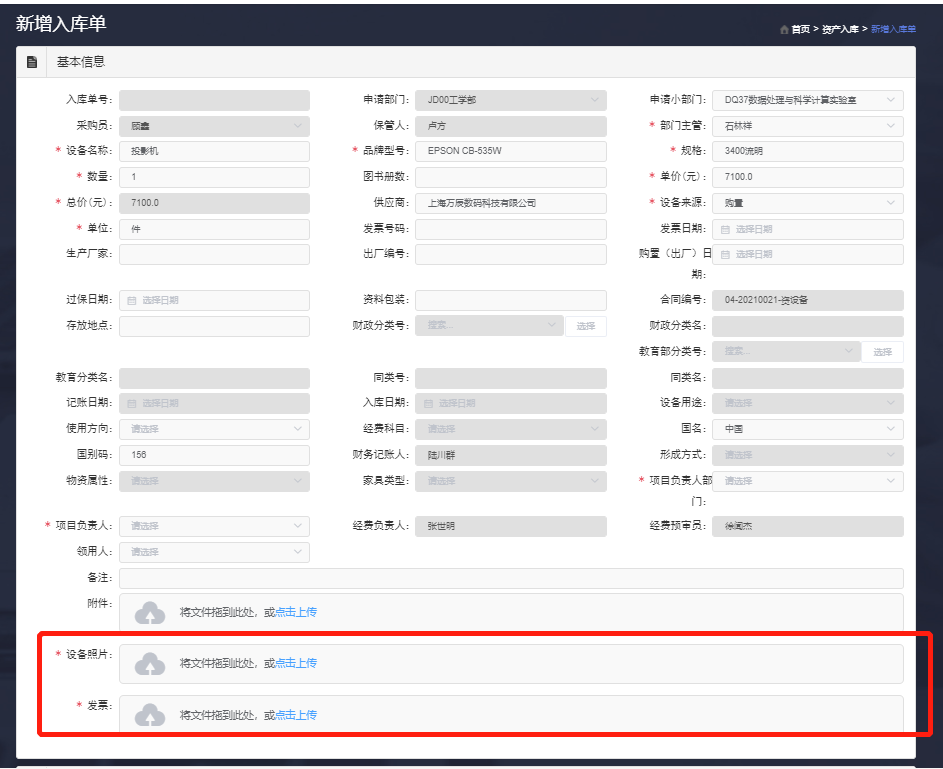 新增入库单
首页 > 资产入库 > 新增入库单
基本信息
入库单号: 申请部门: JD00工学部 申请小部门: DQ37数据处理与科学计算实验室
采购员: 顾鑫 保管人: 卢方 * 部门主管: 石林祥
* 设备名称: 投影机 * 品牌型号: EPSON CB-535W * 规格: 3400流明
* 数量: 1 图书册数: * 单价(元): 7100.0
* 总价(元): 7100.0 供应商: 上海万辰数码科技有限公司 * 设备来源: 购置
* 单位: 件 发票号码: 发票日期: 选择日期
生产厂家: 出厂编号: 购置（出厂）日期: 选择日期
过保日期: 选择日期 资料包装: 合同编号: 04-20210021-资设备
存放地点: 财政分类号: 搜索... 选择 财政分类名:
教育部分类号: 搜索... 选择
教育分类名: 同类号: 同类名:
记账日期: 选择日期 入库日期: 选择日期 设备用途: 请选择
使用方向: 请选择 经费科目: 请选择 国名: 中国
国别码: 156 财务记账人: 陆川群 形成方式: 请选择
物资属性: 请选择 家具类型: 请选择 * 项目负责人部门: 请选择
* 项目负责人: 请选择 经费负责人: 张世明 经费预审员: 徐闻杰
领用人: 请选择
备注:
附件: 将文件拖到此处，或点击上传
* 设备照片: 将文件拖到此处，或点击上传
* 发票: 将文件拖到此处，或点击上传